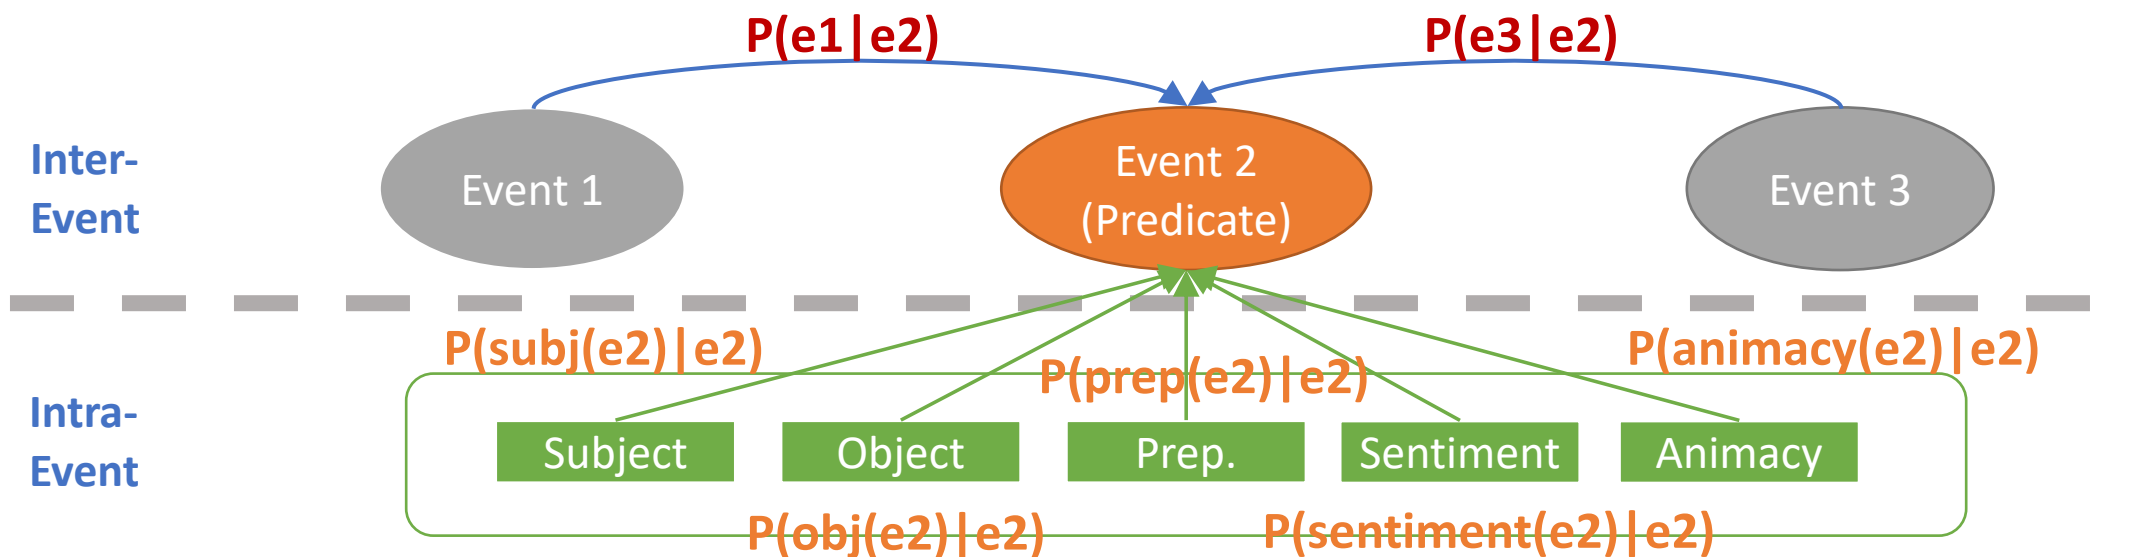 P(e1|e2)
P(e3|e2)
Inter-
Event
Event 1
Event 2
(Predicate)
Event 3
P(subj(e2)|e2)
P(prep(e2)|e2)
P(animacy(e2)|e2)
Intra-
Event
Subject
Object
Prep.
Sentiment
Animacy
P(obj(e2)|e2)
P(sentiment(e2)|e2)